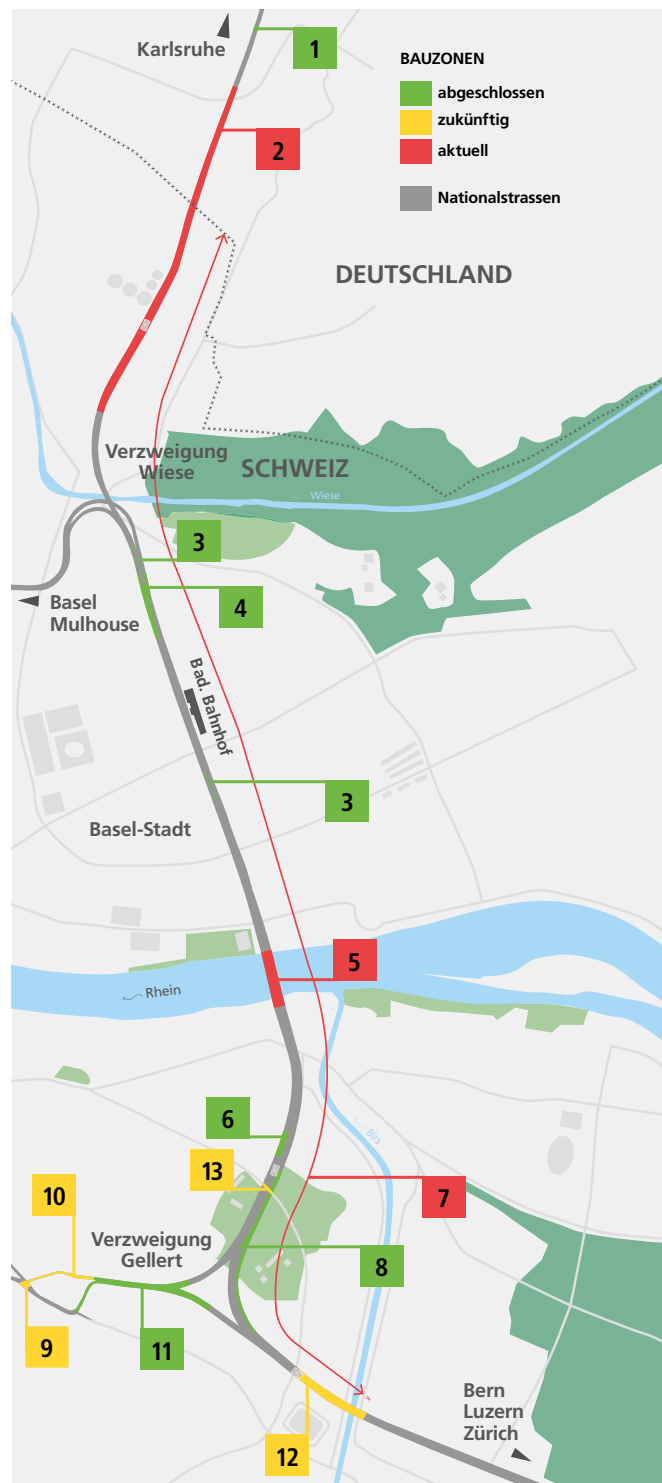 Karlsruhe
1
BAUZONEN
abgeschlossen
zukünftig
aktuell
Nationalstrassen
2
DEUTSCHLAND
Verzweigung
Wiese
SCHWEIZ
Wiese
3
4
Basel
Mulhouse
Bad. Bahnhof
3
Basel-Stadt
5
Rhein
6
Birs
13
10
7
Verzweigung
Gellert
8
9
11
12
Bern
Luzern
Zürich